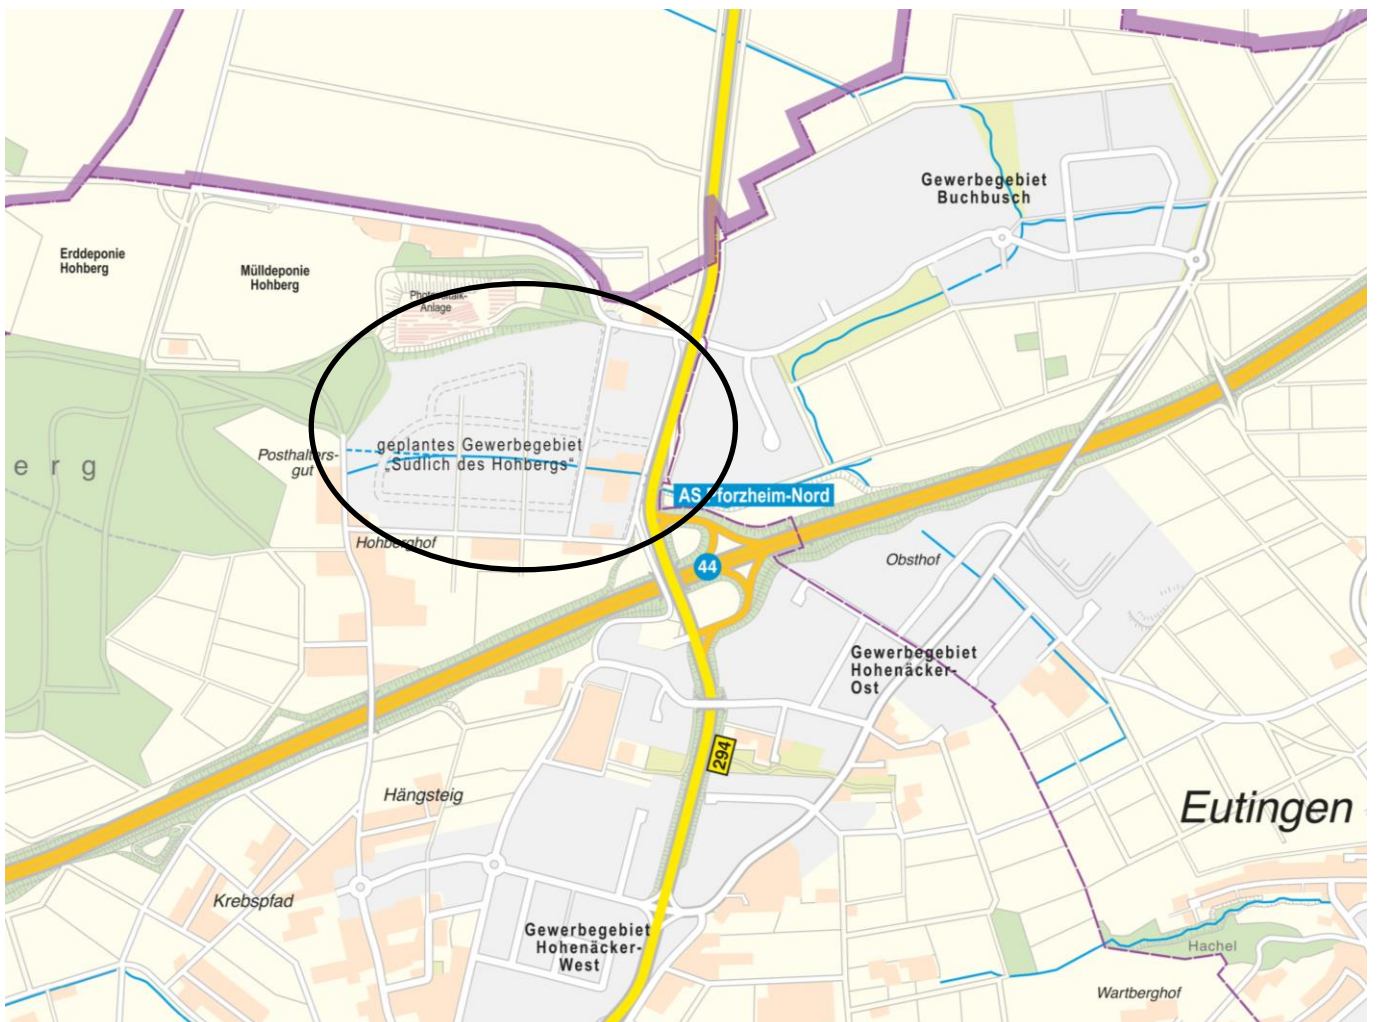 Gewerbegebiet
Buchbusch
Erddeponie
Hohberg
Mülldeponie
Hohberg
Photovoltaik-
Anlage
geplantes Gewerbegebiet
„Südlich des Hohbergs“
Posthalters-
gut
e r g
AS Pforzheim-Nord
Hohberghof
44
Obsthof
Gewerbegebiet
Hohenäcker-
Ost
294
Hängsteig
Eutingen
Krebspfad
Gewerbegebiet
Hohenäcker-
West
Hachel
Wartberghof